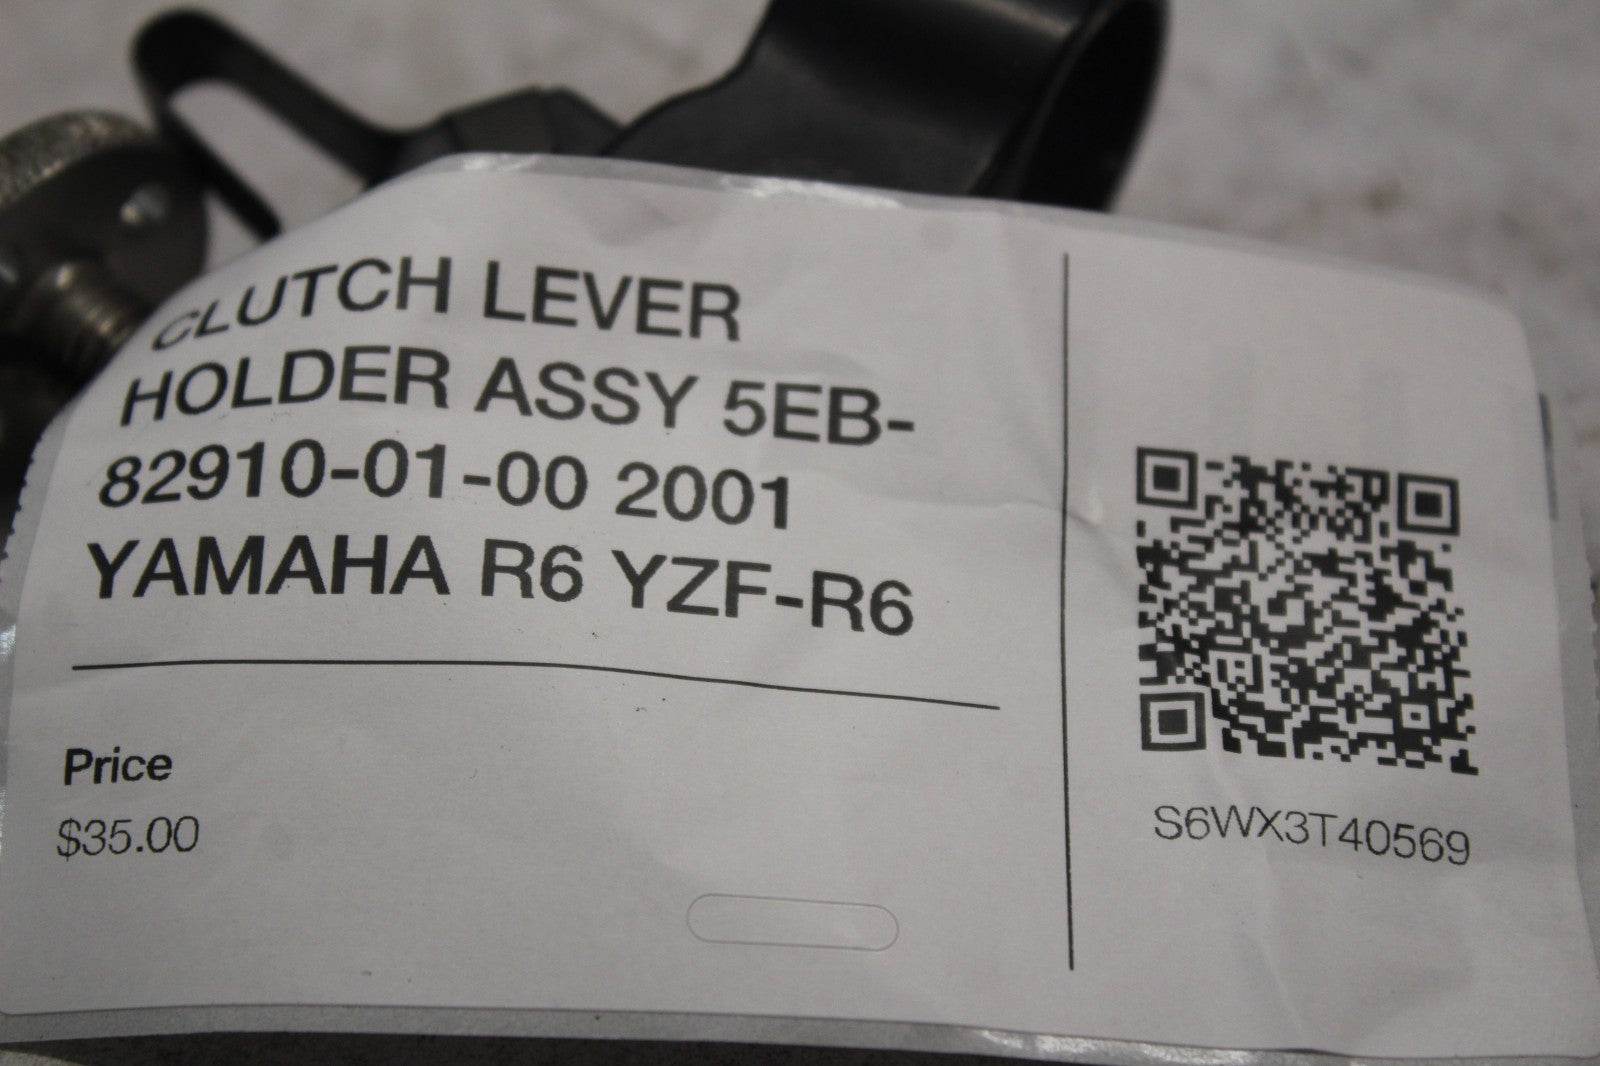 CLUTCH LEVER
HOLDER ASSY 5EB-
82910-01-00 2001
YAMAHA R6 YZF-R6
Price
$35.00
S6WX3T40569